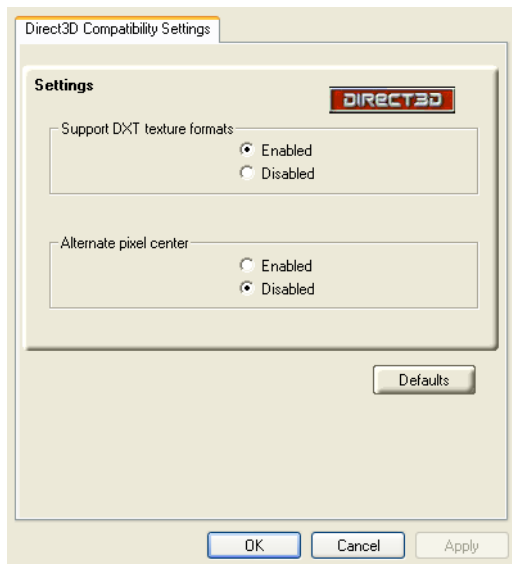 Direct3D Compatibility Settings
Settings
DIRECT3D
Support DXT texture formats
Enabled
Disabled
Alternate pixel center
Enabled
Disabled
Defaults
OK
Cancel
Apply